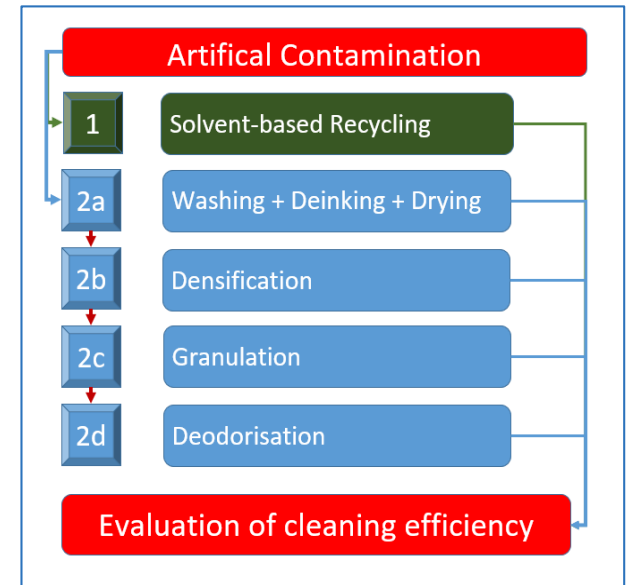 Artifical Contamination
1
Solvent-based Recycling
2a
Washing + Deinking + Drying
2b
Densification
2c
Granulation
2d
Deodorisation
Evaluation of cleaning efficiency